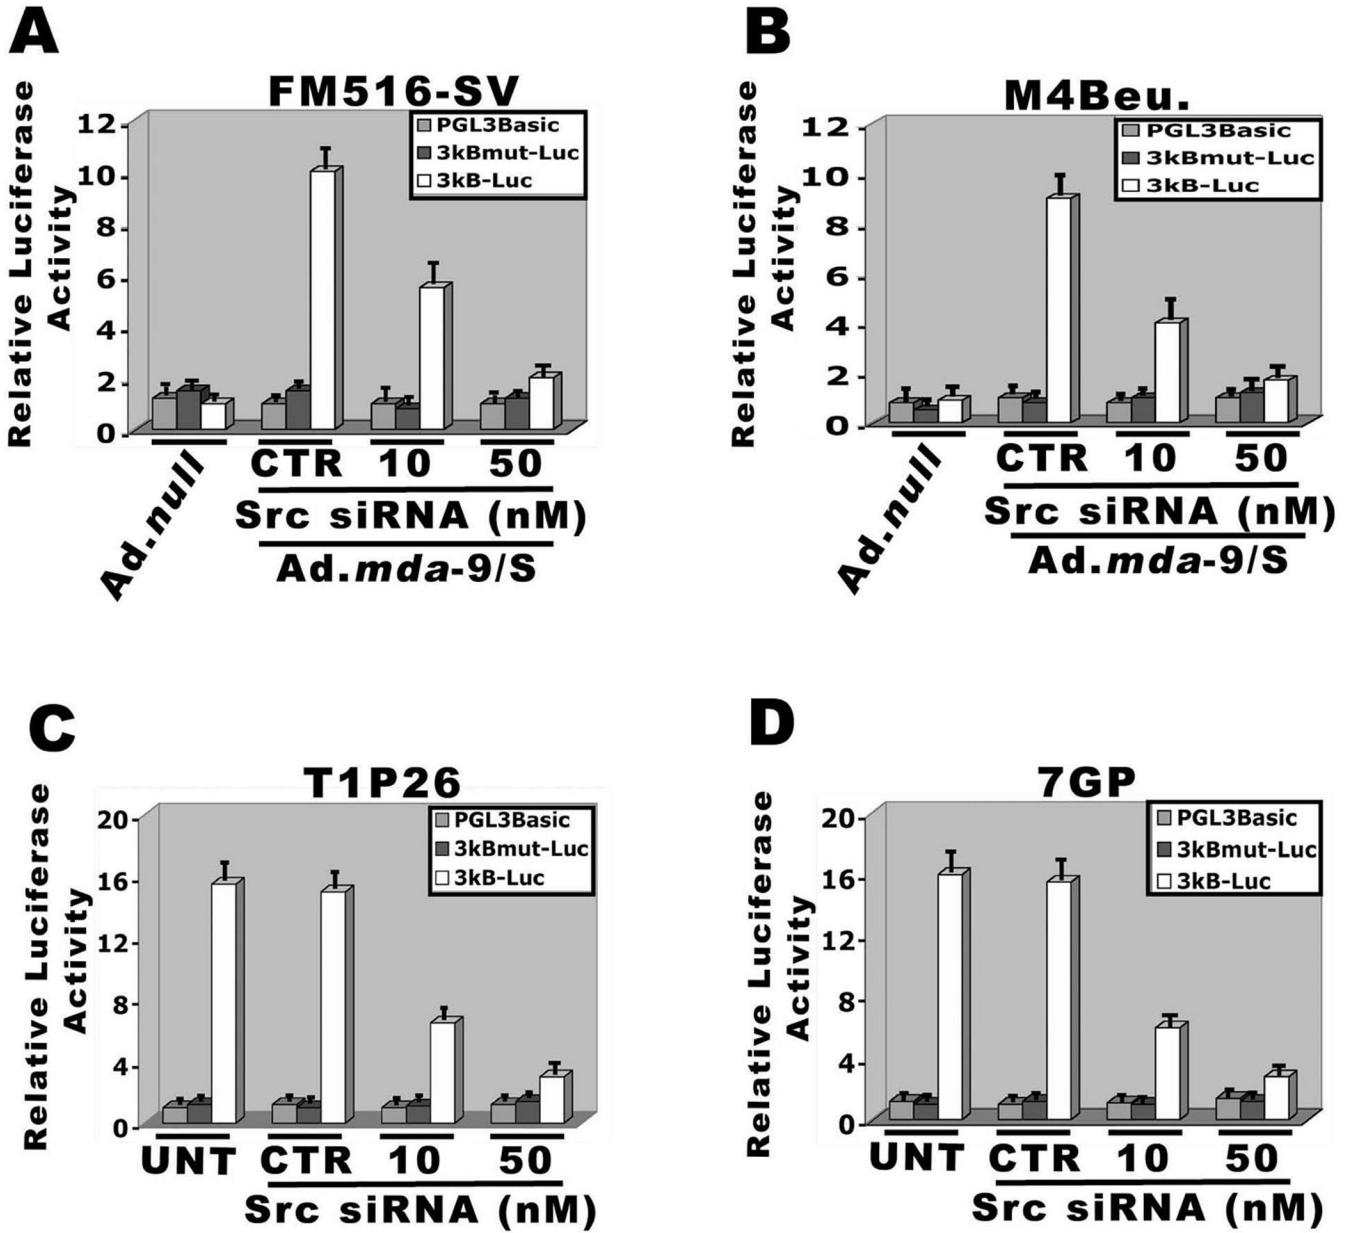 A
FM516-SV
Relative Luciferase
Activity
12
10
8
6
4
2
0
PGL3Basic
3kBmut-Luc
3kB-Luc
Ad.null
CTR 10 50
Src siRNA (nM)
Ad.mda-9/S
B
M4Beu.
Relative Luciferase
Activity
12
10
8
6
4
2
0
PGL3Basic
3kBmut-Luc
3kB-Luc
Ad.null
CTR 10 50
Src siRNA (nM)
Ad.mda-9/S
C
T1P26
Relative Luciferase
Activity
20
16
12
8
4
0
PGL3Basic
3kBmut-Luc
3kB-Luc
UNT CTR 10 50
Src siRNA (nM)
D
7GP
Relative Luciferase
Activity
20
16
12
8
4
0
PGL3Basic
3kBmut-Luc
3kB-Luc
UNT CTR 10 50
Src siRNA (nM)